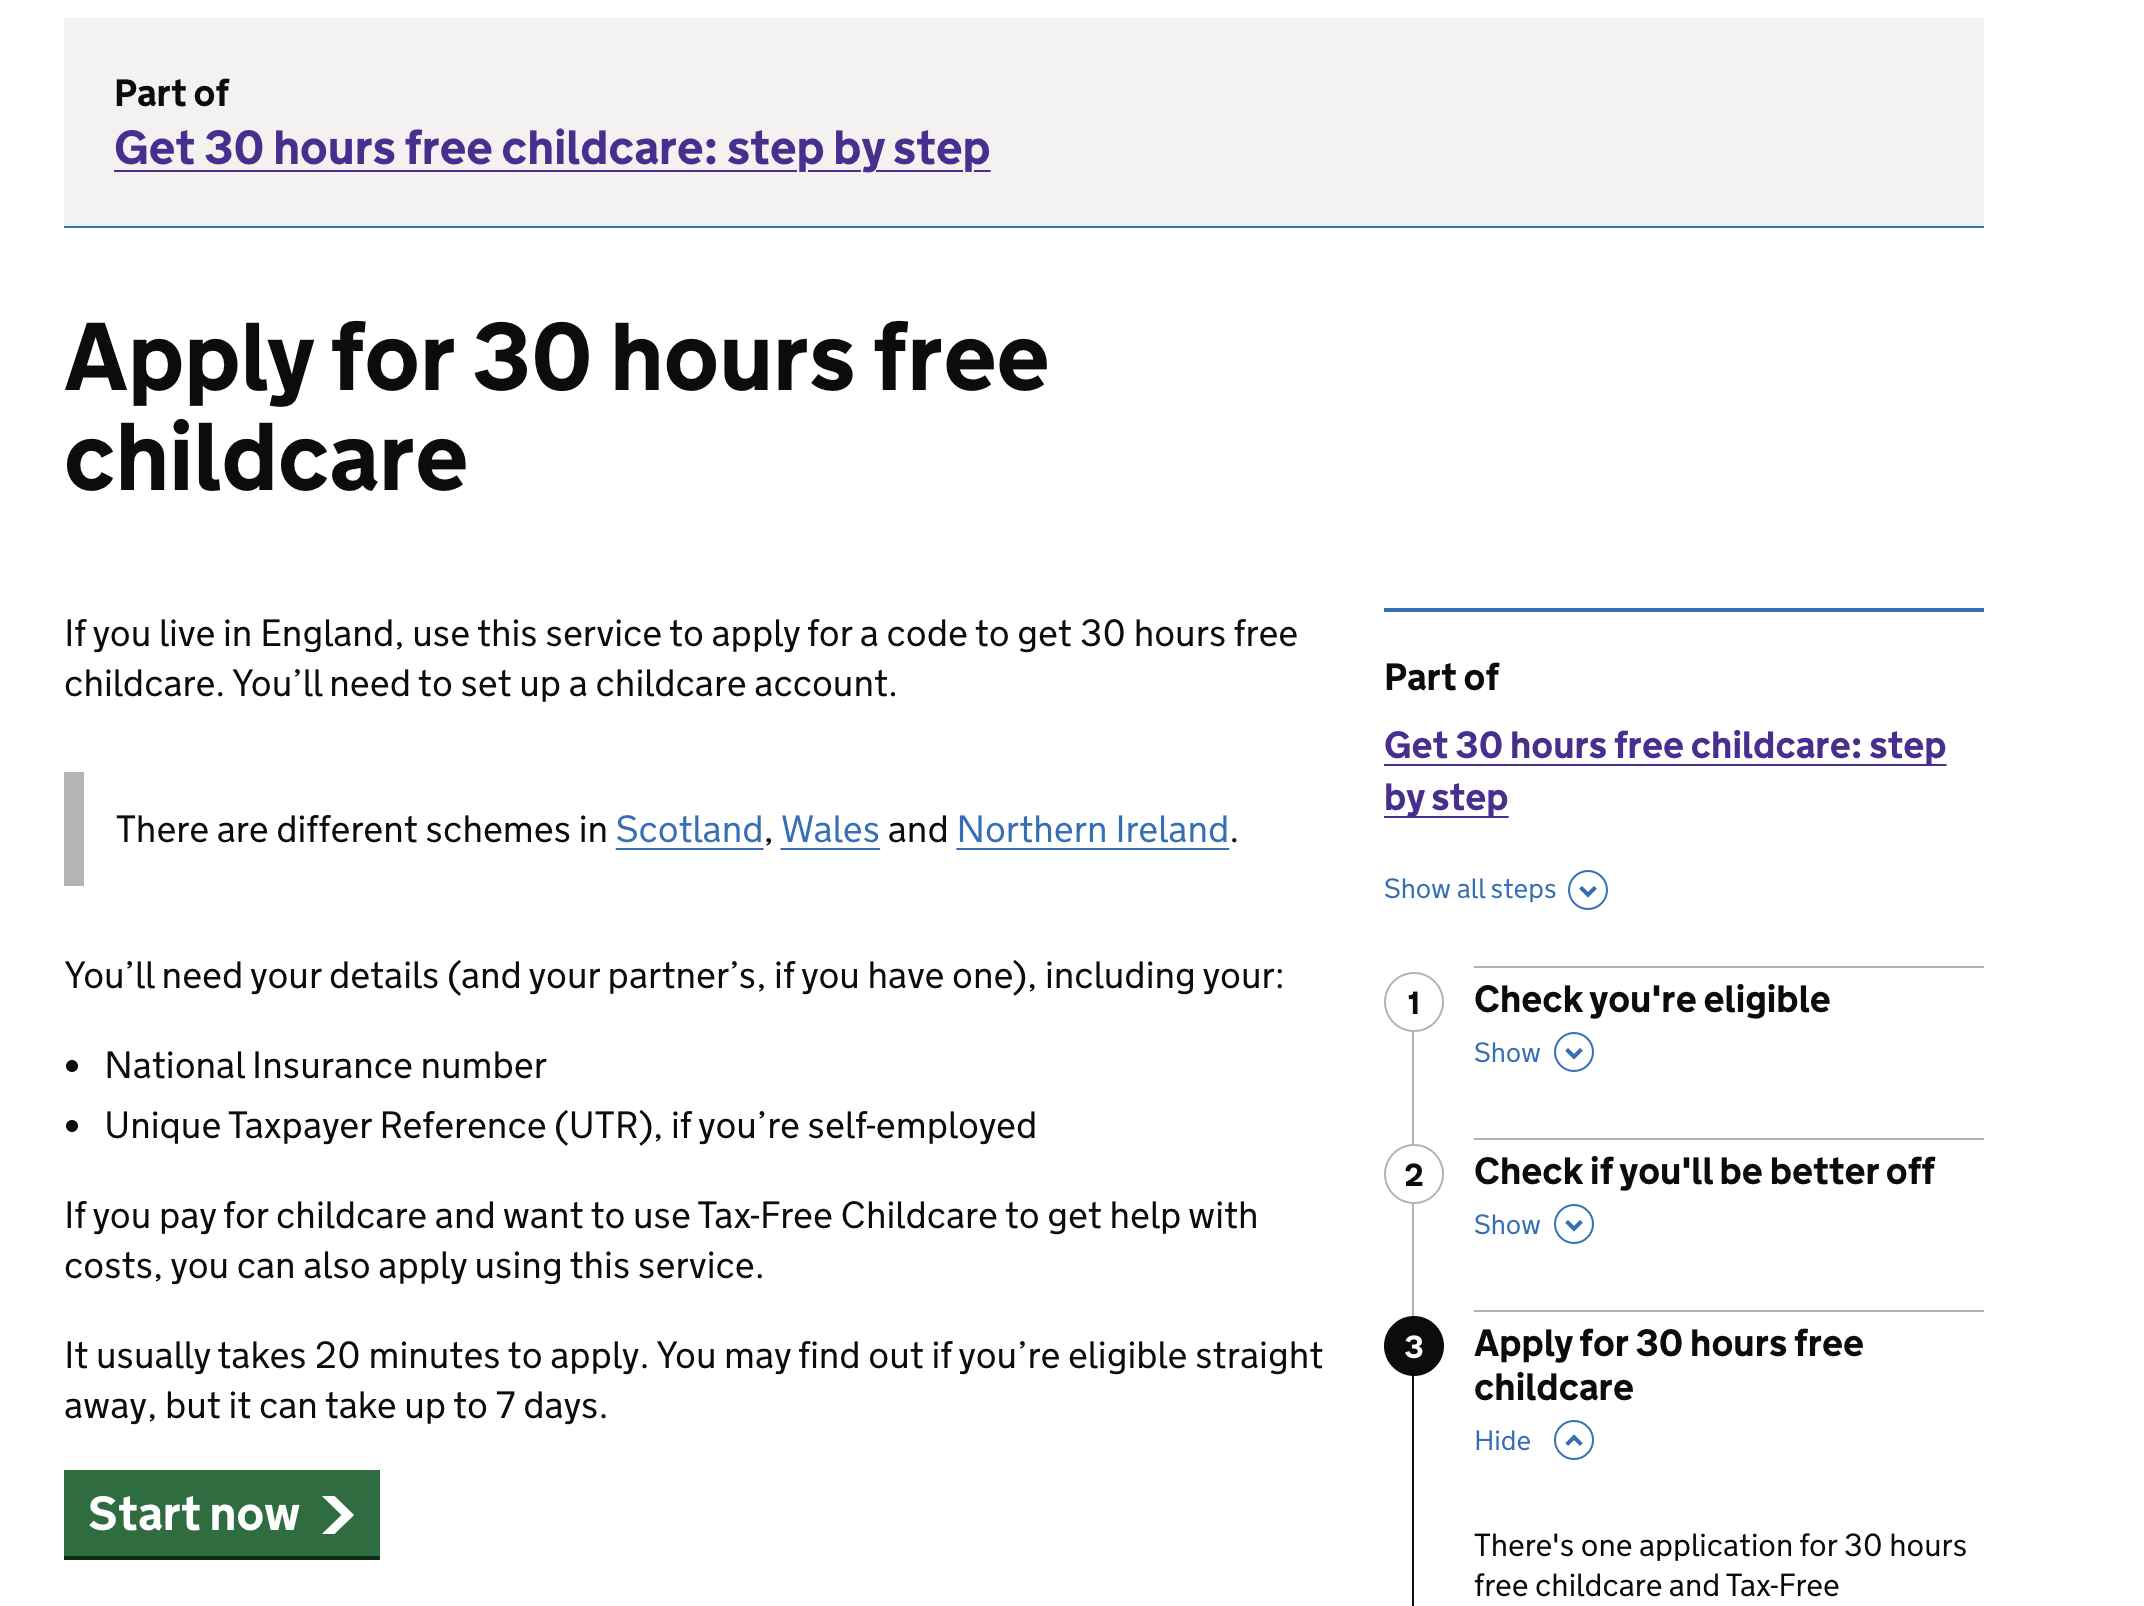 Part of
Get 30 hours free childcare: step by step
Apply for 30 hours free
childcare
If you live in England, use this service to apply for a code to get 30 hours free
childcare. You’ll need to set up a childcare account.
There are different schemes in Scotland, Wales and Northern Ireland.
You’ll need your details (and your partner’s, if you have one), including your:
• National Insurance number
• Unique Taxpayer Reference (UTR), if you’re self-employed
If you pay for childcare and want to use Tax-Free Childcare to get help with
costs, you can also apply using this service.
It usually takes 20 minutes to apply. You may find out if you’re eligible straight
away, but it can take up to 7 days.
Start now
Part of
Get 30 hours free childcare: step
by step
Show all steps
1 Check you're eligible
Show
2 Check if you'll be better off
Show
3 Apply for 30 hours free
childcare
Hide
There's one application for 30 hours
free childcare and Tax-Free